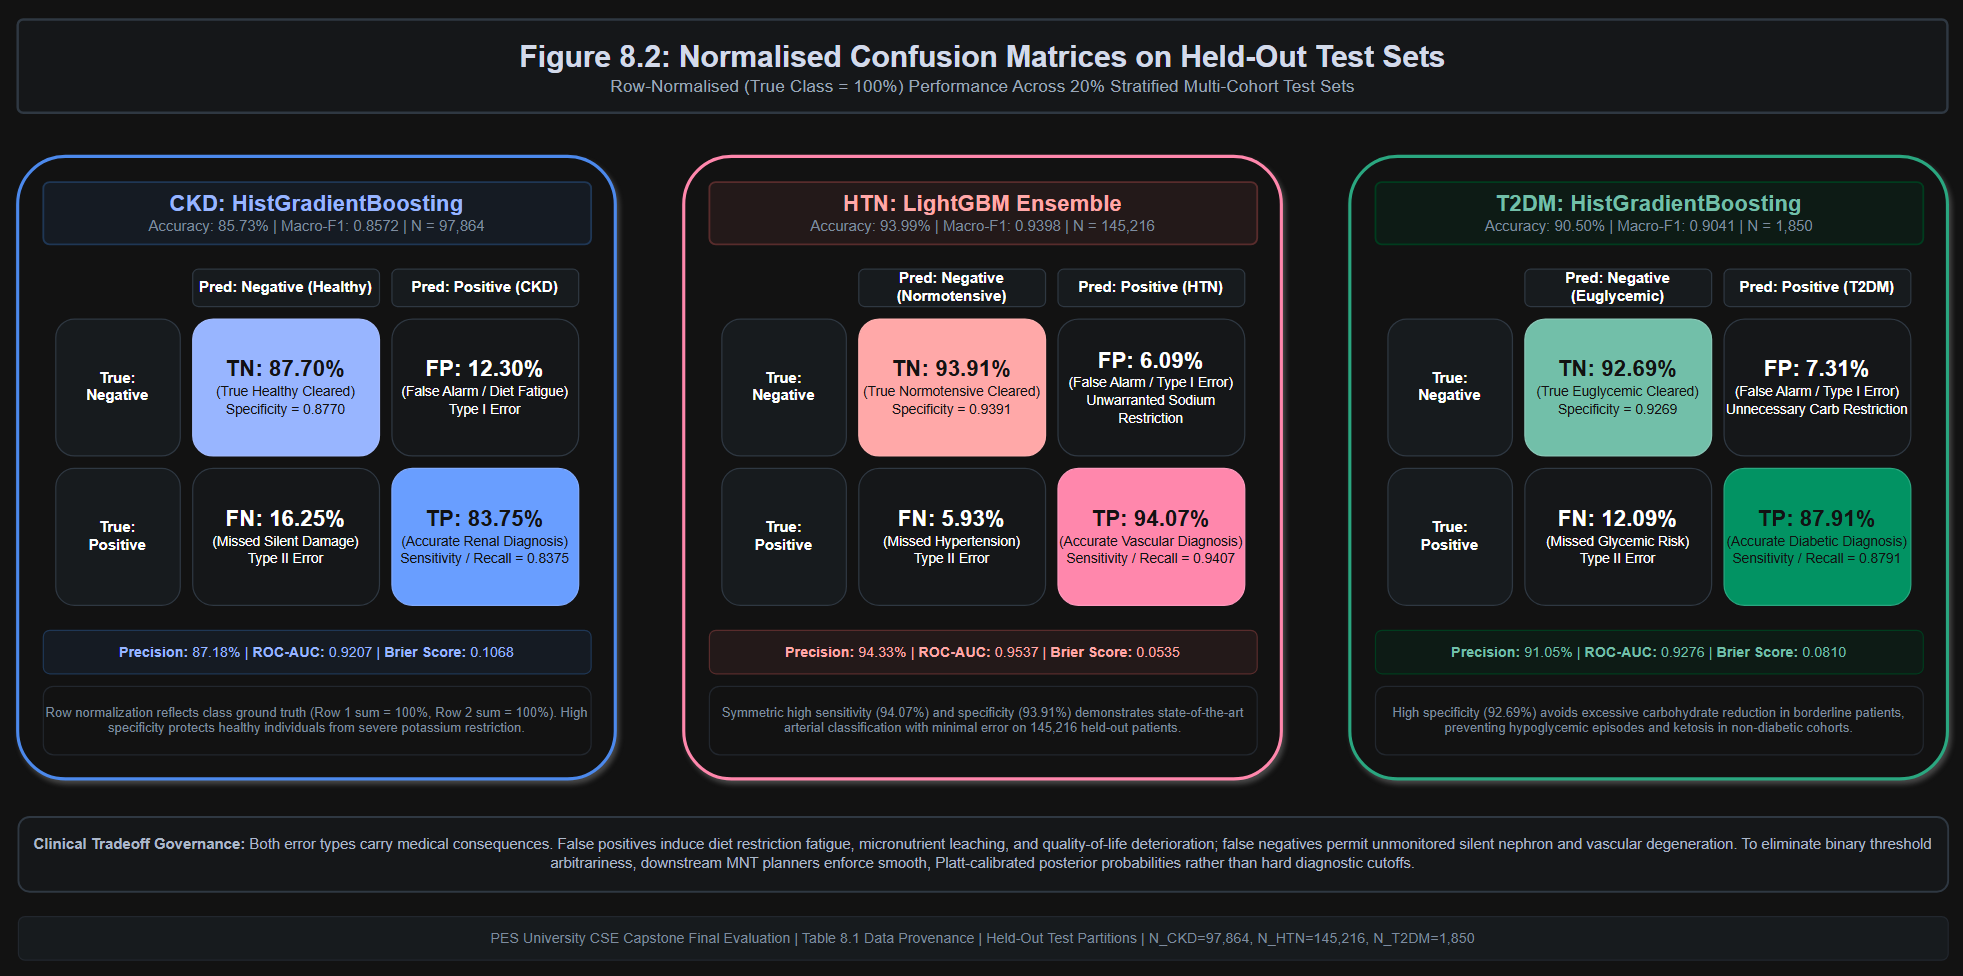 Figure 8.2: Normalised Confusion Matrices on Held-Out Test Sets
Row-Normalised (True Class = 100%) Performance Across 20% Stratified Multi-Cohort Test Sets
CKD: HistGradientBoosting
Accuracy: 85.73% | Macro-F1: 0.8572 | N = 97,864
Pred: Negative (Healthy)
Pred: Positive (CKD)
True:
Negative
TN: 87.70%
(True Healthy Cleared)
Specificity = 0.8770
FP: 12.30%
(False Alarm / Diet Fatigue)
Type I Error
True:
Positive
FN: 16.25%
(Missed Silent Damage)
Type II Error
TP: 83.75%
(Accurate Renal Diagnosis)
Sensitivity / Recall = 0.8375
Precision: 87.18% | ROC-AUC: 0.9207 | Brier Score: 0.1068
Row normalization reflects class ground truth (Row 1 sum = 100%, Row 2 sum = 100%). High
specificity protects healthy individuals from severe potassium restriction.
HTN: LightGBM Ensemble
Accuracy: 93.99% | Macro-F1: 0.9398 | N = 145,216
Pred: Negative
(Normotensive)
Pred: Positive (HTN)
True:
Negative
TN: 93.91%
(True Normotensive Cleared)
Specificity = 0.9391
FP: 6.09%
(False Alarm / Type I Error)
Unwarranted Sodium
Restriction
True:
Positive
FN: 5.93%
(Missed Hypertension)
Type II Error
TP: 94.07%
(Accurate Vascular Diagnosis)
Sensitivity / Recall = 0.9407
Precision: 94.33% | ROC-AUC: 0.9537 | Brier Score: 0.0535
Symmetric high sensitivity (94.07%) and specificity (93.91%) demonstrates state-of-the-art
arterial classification with minimal error on 145,216 held-out patients.
T2DM: HistGradientBoosting
Accuracy: 90.50% | Macro-F1: 0.9041 | N = 1,850
Pred: Negative
(Euglycemic)
Pred: Positive (T2DM)
True:
Negative
TN: 92.69%
(True Euglycemic Cleared)
Specificity = 0.9269
FP: 7.31%
(False Alarm / Type I Error)
Unnecessary Carb Restriction
True:
Positive
FN: 12.09%
(Missed Glycemic Risk)
Type II Error
TP: 87.91%
(Accurate Diabetic Diagnosis)
Sensitivity / Recall = 0.8791
Precision: 91.05% | ROC-AUC: 0.9276 | Brier Score: 0.0810
High specificity (92.69%) avoids excessive carbohydrate reduction in borderline patients,
preventing hypoglycemic episodes and ketosis in non-diabetic cohorts.
Clinical Tradeoff Governance: Both error types carry medical consequences. False positives induce diet restriction fatigue, micronutrient leaching, and quality-of-life deterioration; false negatives permit unmonitored silent nephron and vascular degeneration. To eliminate binary threshold
arbitrariness, downstream MNT planners enforce smooth, Platt-calibrated posterior probabilities rather than hard diagnostic cutoffs.
PES University CSE Capstone Final Evaluation | Table 8.1 Data Provenance | Held-Out Test Partitions | N_CKD=97,864, N_HTN=145,216, N_T2DM=1,850